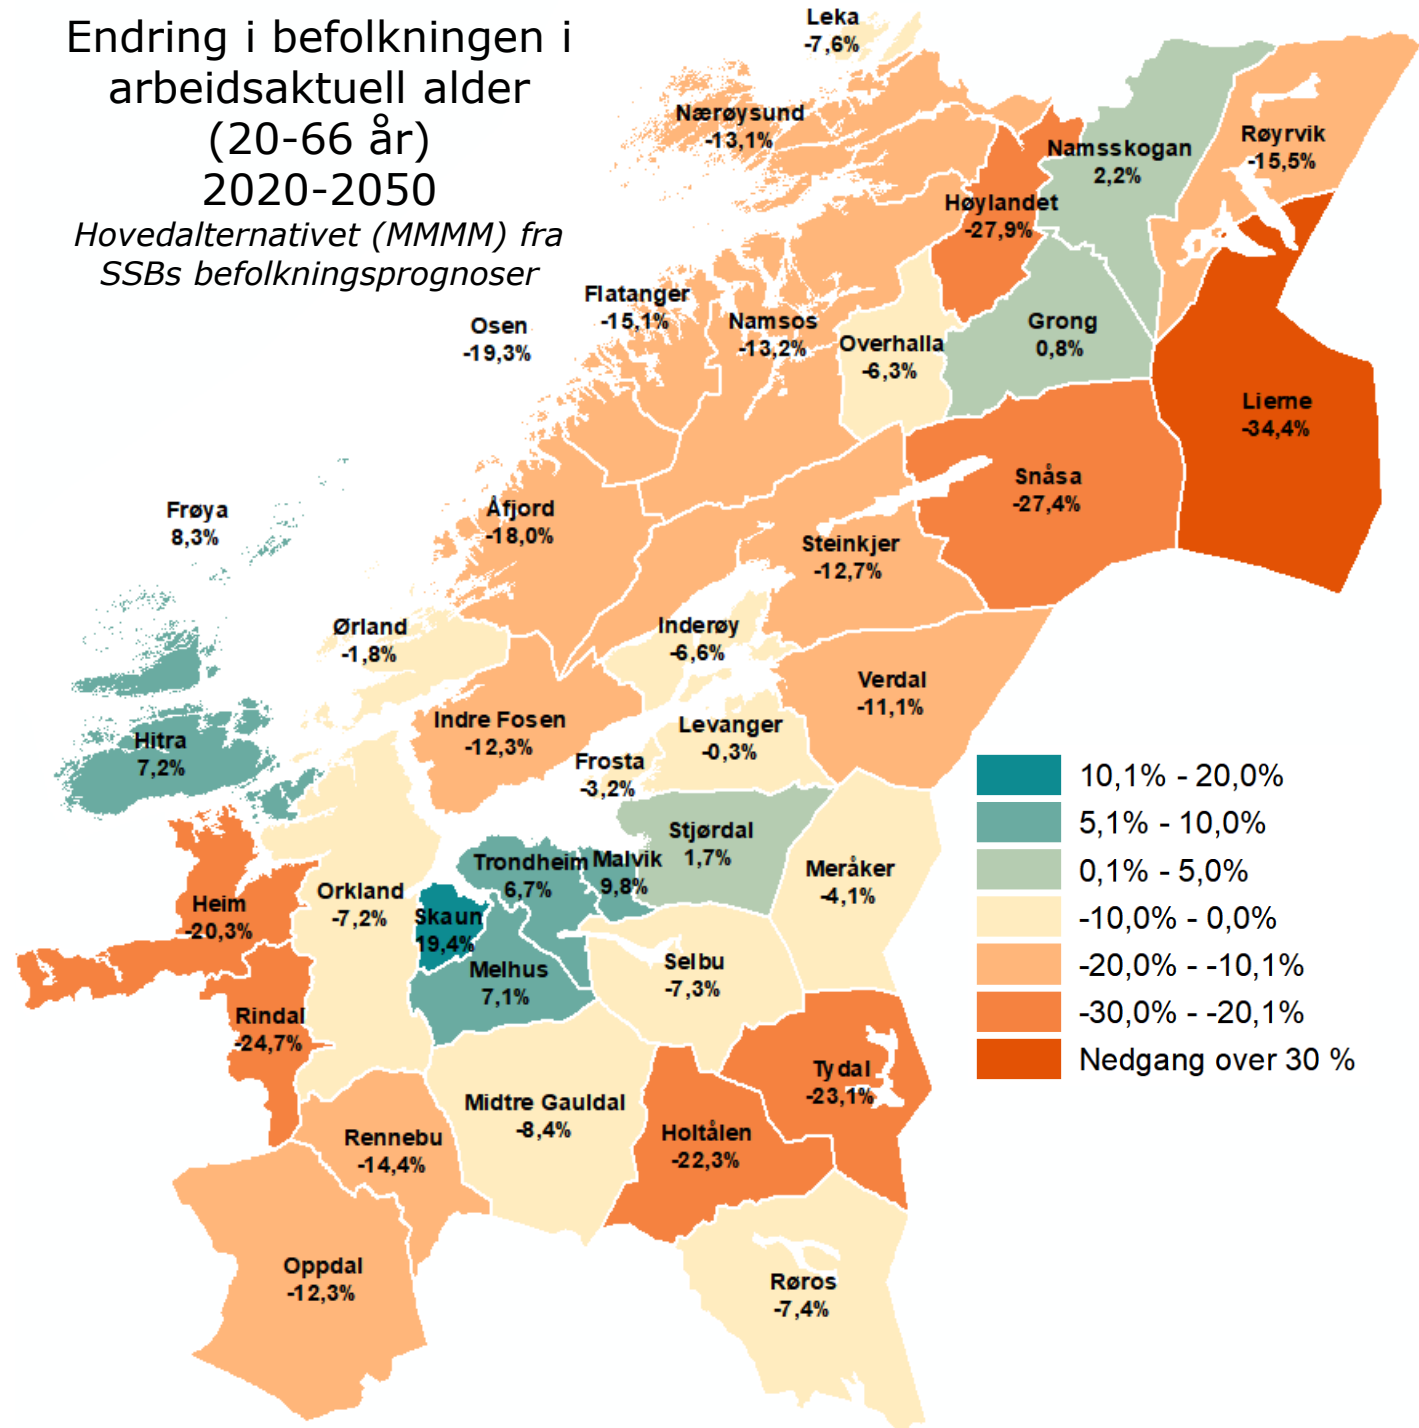 Endring i befolkningen i
arbeidsaktuell alder
(20-66 år)
2020-2050
Hovedalternativet (MMMM) fra
SSBs befolkningsprognoser
Leka
-7,6%
Nærøysund
-13,1%
Namsskogan
2,2%
Røyrvik
-15,5%
Høylandet
-27,9%
Flatanger
-15,1%
Osen
-19,3%
Namsos
-13,2%
Overhalla
-6,3%
Grong
0,8%
Lierne
-34,4%
Snåsa
-27,4%
Frøya
8,3%
Åfjord
-18,0%
Steinkjer
-12,7%
Ørland
-1,8%
Inderøy
-6,6%
Verdal
-11,1%
Indre Fosen
-12,3%
Levanger
-0,3%
Hitra
7,2%
Frosta
-3,2%
Stjørdal
1,7%
Trondheim
6,7%
Malvik
9,8%
Meråker
-4,1%
Heim
-20,3%
Orkland
-7,2%
Skaun
19,4%
Melhus
7,1%
Selbu
-7,3%
Rindal
-24,7%
Tydal
-23,1%
Midtre Gauldal
-8,4%
Rennebu
-14,4%
Holtålen
-22,3%
Oppdal
-12,3%
Røros
-7,4%
10,1% - 20,0%
5,1% - 10,0%
0,1% - 5,0%
-10,0% - 0,0%
-20,0% - -10,1%
-30,0% - -20,1%
Nedgang over 30 %